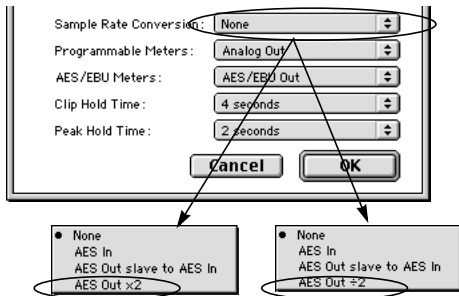 Sample Rate Conversion: None
Programmable Meters: Analog Out
AES/EBU Meters: AES/EBU Out
Clip Hold Time: 4 seconds
Peak Hold Time: 2 seconds
Cancel OK
• None
AES In
AES Out slave to AES In
AES Out ×2
• None
AES In
AES Out slave to AES In
AES Out ÷2